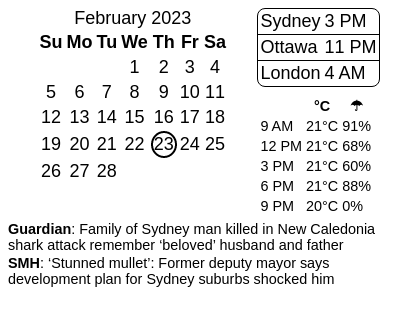 February 2023
Su Mo Tu We Th Fr Sa
1 2 3 4
5 6 7 8 9 10 11
12 13 14 15 16 17 18
19 20 21 22 23 24 25
26 27 28
Sydney 3 PM
Ottawa 11 PM
London 4 AM
°C ☂
9 AM 21°C 91%
12 PM 21°C 68%
3 PM 21°C 60%
6 PM 21°C 88%
9 PM 20°C 0%
Guardian: Family of Sydney man killed in New Caledonia
shark attack remember ‘beloved’ husband and father
SMH: ‘Stunned mullet’: Former deputy mayor says
development plan for Sydney suburbs shocked him